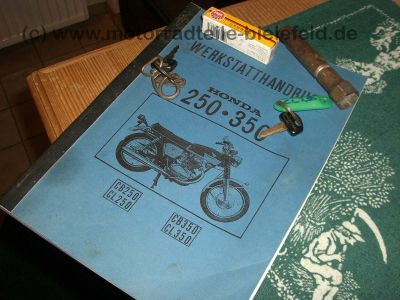 (c) www.motorradteile-bielefeld.de
WERKSTATTHANDBU
HONDA
250·350
CB250
CL250
CB350
CL350